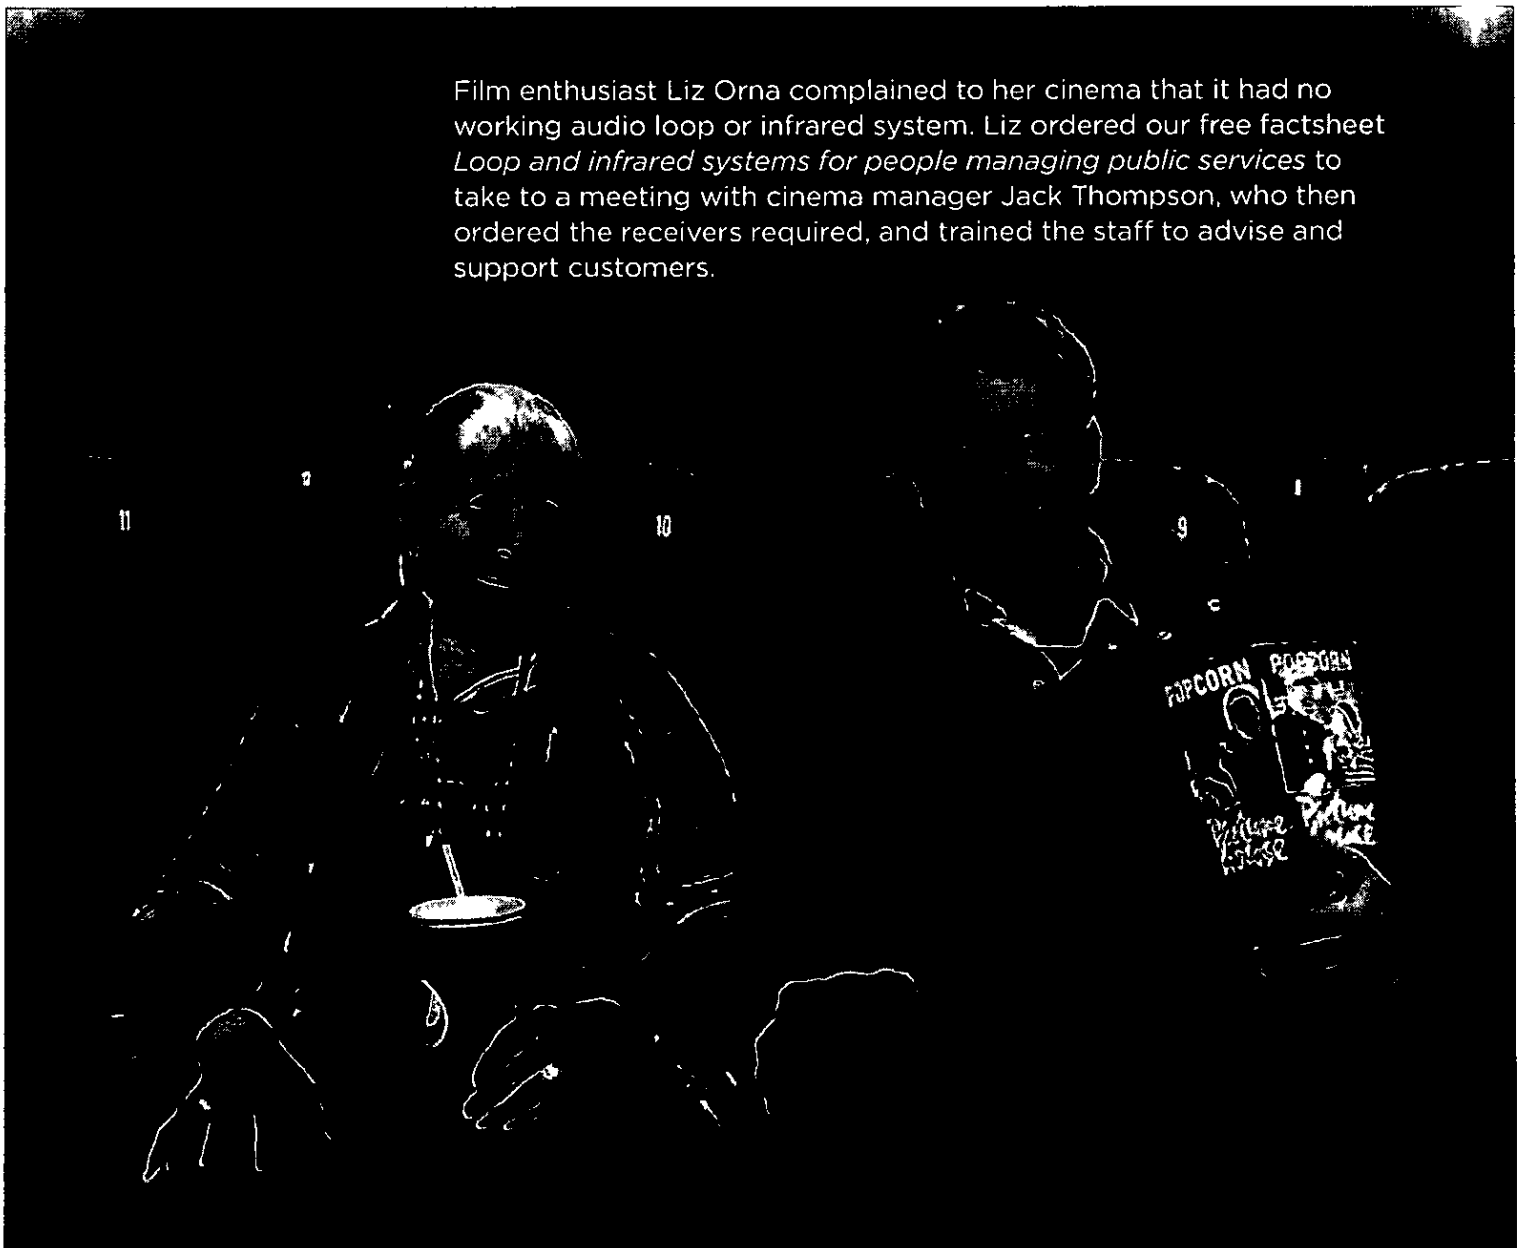 Film enthusiast Liz Orna complained to her cinema that it had no
working audio loop or infrared system. Liz ordered our free factsheet
Loop and infrared systems for people managing public services to
take to a meeting with cinema manager Jack Thompson, who then
ordered the receivers required, and trained the staff to advise and
support customers.
11
10
9
POPCORN
POPCORN
Picture
House
Picture